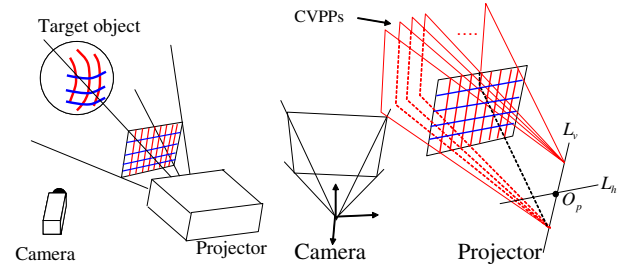 Target object
Camera
Projector
CVPPs
....
Camera
Projector
L_v
L_h
O_p